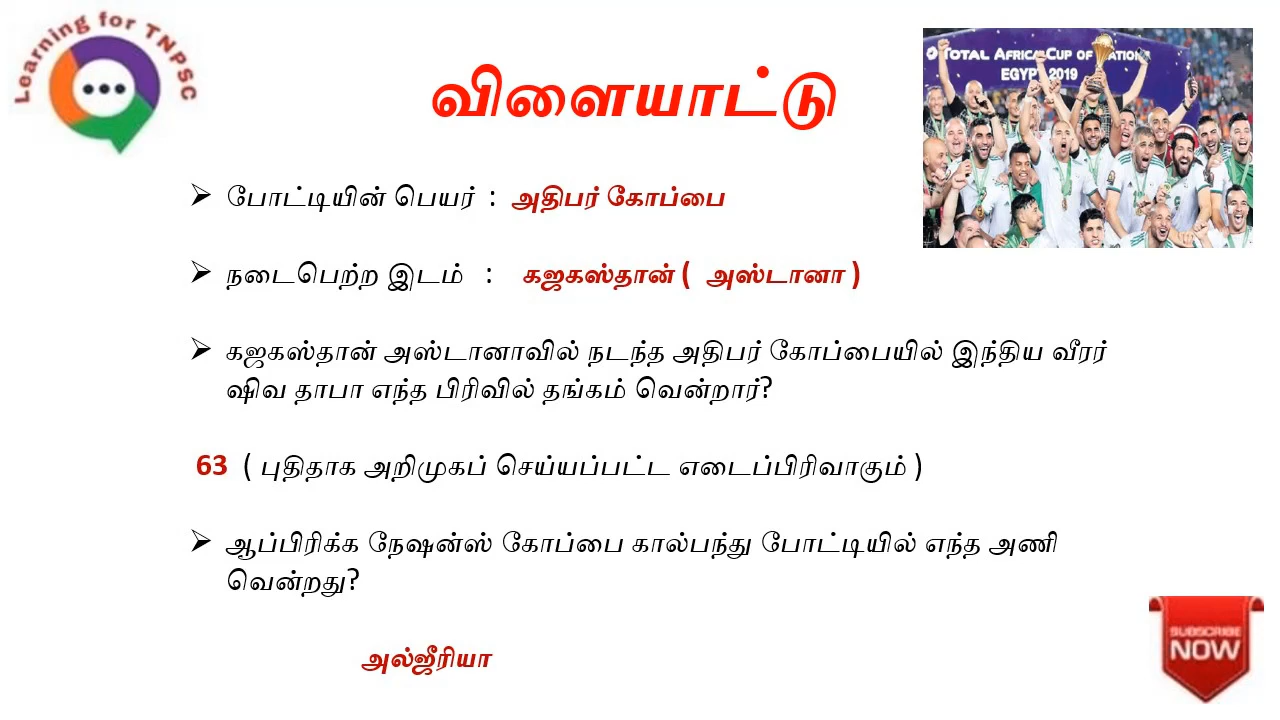 Learning for TNPSC
TOTAL AFRICA CUP OF NATIONS
EGYPT 2019
விளையாட்டு
➢ போட்டியின் பெயர் : அதிபர் கோப்பை
➢ நடைபெற்ற இடம் : கஜகஸ்தான் ( அஸ்டானா )
➢ கஜகஸ்தான் அஸ்டானாவில் நடந்த அதிபர் கோப்பையில் இந்திய வீரர்
ஷிவ தாபா எந்த பிரிவில் தங்கம் வென்றார்?
63 ( புதிதாக அறிமுகப் செய்யப்பட்ட எடைப்பிரிவாகும் )
➢ ஆப்பிரிக்க நேஷன்ஸ் கோப்பை கால்பந்து போட்டியில் எந்த அணி
வென்றது?
அல்ஜீரியா
SUBSCRIBE
NOW